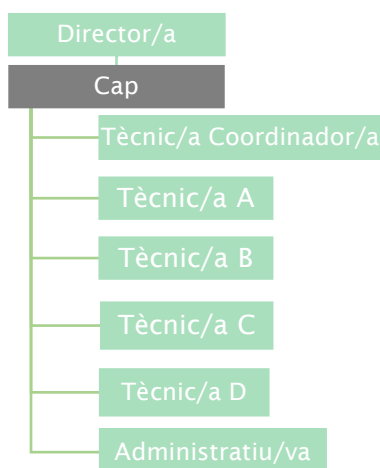 Director/a
Cap
Tècnic/a Coordinador/a
Tècnic/a A
Tècnic/a B
Tècnic/a C
Tècnic/a D
Administratiu/va